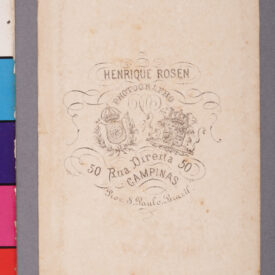 HENRIQUE ROSEN
PHOTOGRAPHO
50 Rua Direita 50
CAMPINAS
Prov. S. Paulo, Brazil.